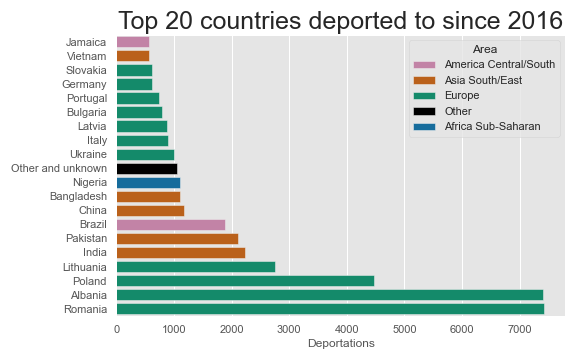 Top 20 countries deported to since 2016
Jamaica
Vietnam
Slovakia
Germany
Portugal
Bulgaria
Latvia
Italy
Ukraine
Other and unknown
Nigeria
Bangladesh
China
Brazil
Pakistan
India
Lithuania
Poland
Albania
Romania
Area
America Central/South
Asia South/East
Europe
Other
Africa Sub-Saharan
0 1000 2000 3000 4000 5000 6000 7000
Deportations